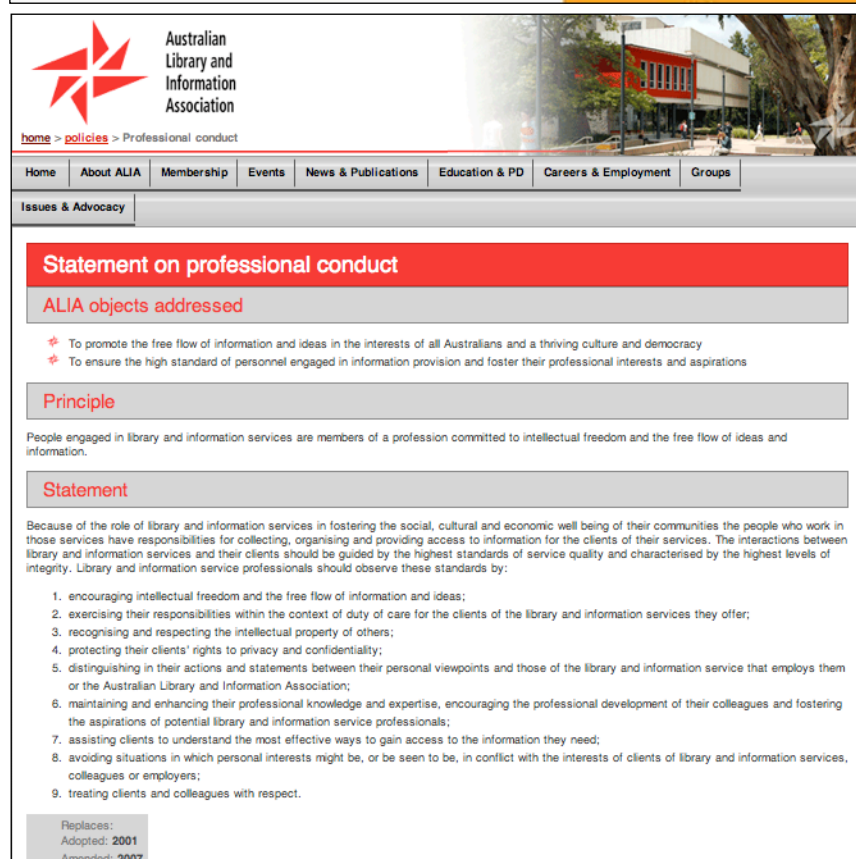 Australian
Library and
Information
Association
home > policies > Professional conduct
Home About ALIA Membership Events News & Publications Education & PD Careers & Employment Groups
Issues & Advocacy
Statement on professional conduct
ALIA objects addressed
To promote the free flow of information and ideas in the interests of all Australians and a thriving culture and democracy
To ensure the high standard of personnel engaged in information provision and foster their professional interests and aspirations
Principle
People engaged in library and information services are members of a profession committed to intellectual freedom and the free flow of ideas and
information.
Statement
Because of the role of library and information services in fostering the social, cultural and economic well being of their communities the people who work in
those services have responsibilities for collecting, organising and providing access to information for the clients of their services. The interactions between
library and information services and their clients should be guided by the highest standards of service quality and characterised by the highest levels of
integrity. Library and information service professionals should observe these standards by:
1. encouraging intellectual freedom and the free flow of information and ideas;
2. exercising their responsibilities within the context of duty of care for the clients of the library and information services they offer;
3. recognising and respecting the intellectual property of others;
4. protecting their clients' rights to privacy and confidentiality;
5. distinguishing in their actions and statements between their personal viewpoints and those of the library and information service that employs them
or the Australian Library and Information Association;
6. maintaining and enhancing their professional knowledge and expertise, encouraging the professional development of their colleagues and fostering
the aspirations of potential library and information service professionals;
7. assisting clients to understand the most effective ways to gain access to the information they need;
8. avoiding situations in which personal interests might be, or be seen to be, in conflict with the interests of clients of library and information services,
colleagues or employers;
9. treating clients and colleagues with respect.
Replaces:
Adopted: 2001
Amended: 2007